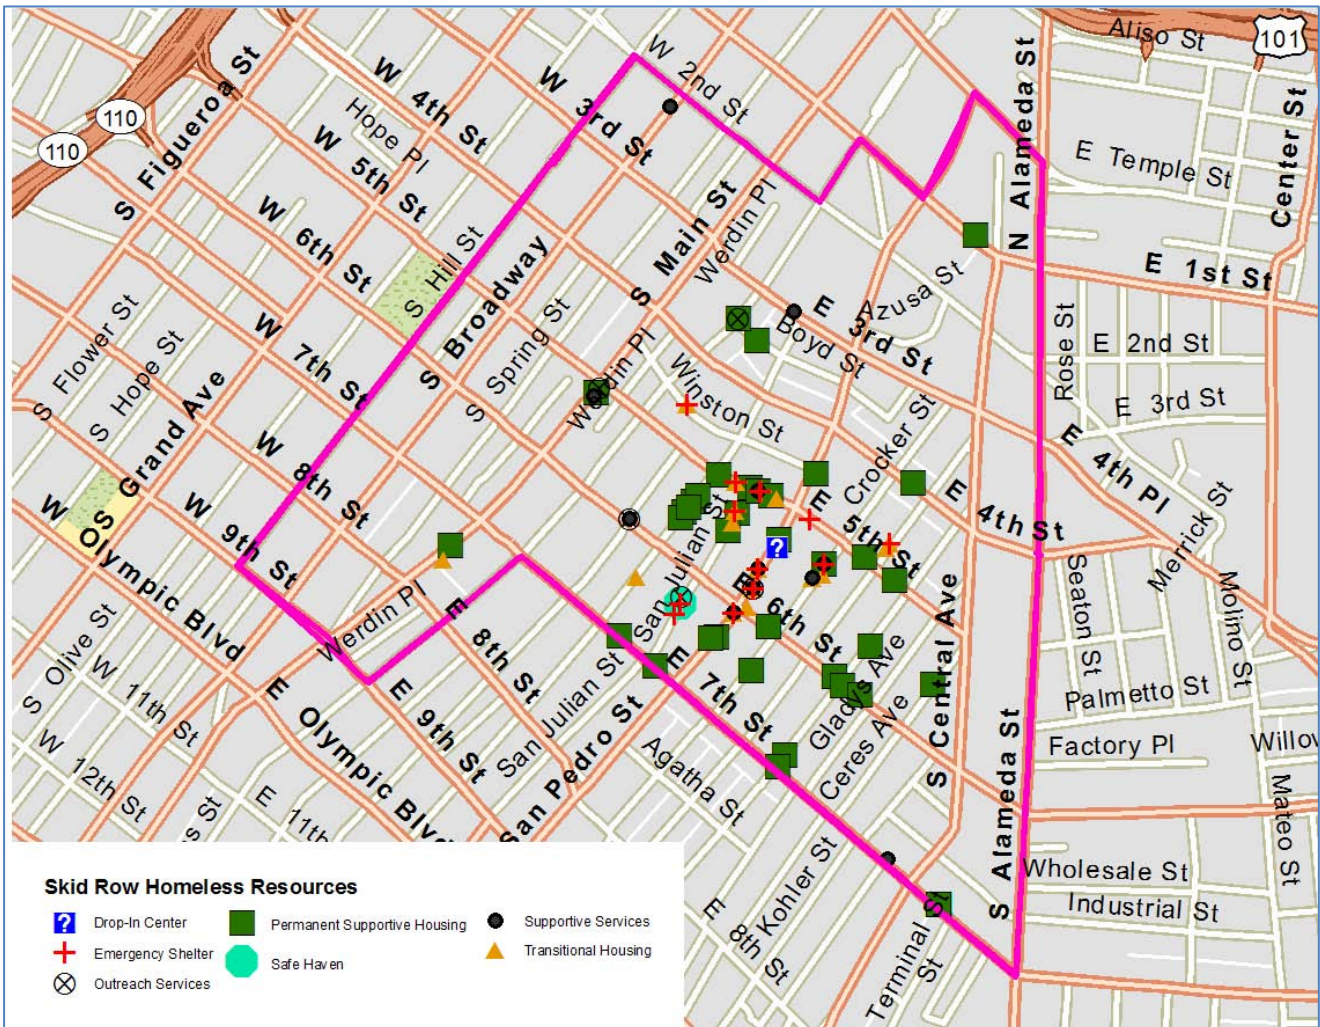 Aliso St
101
W 2nd St
W 3rd St
W 4th St
Hope Pl
W 5th St
W 6th St
W 7th St
W 8th St
W 9th St
110
110
S Figueroa St
S Flower St
S Hope St
S Grand Ave
S Hill St
S Broadway
S Spring St
S Main St
Werdin Pl
Werdin Pl
Werdin Pl
N Alameda St
E Temple St
Center St
E 1st St
Azusa St
E 3rd St
Boyd St
Rose St
E 2nd St
E 3rd St
Winston St
Crocker St
E 4th Pl
E 4th St
E 5th St
E 6th St
E 7th St
San Julian St
San Julian St
San Pedro St
Merrick St
Molino St
Seaton St
S Central Ave
Palmetto St
Factory Pl
Willow
Mateo St
Gladys Ave
Ceres Ave
Agatha St
Kohler St
E 8th St
E 8th St
E 9th St
W Olympic Blvd
E Olympic Blvd
S Olive St
W 11th St
W 12th St
E 11th
s St
S Alameda St
Wholesale St
Industrial St
Terminal St
Skid Row Homeless Resources
Drop-In Center
Permanent Supportive Housing
Supportive Services
Emergency Shelter
Safe Haven
Transitional Housing
Outreach Services